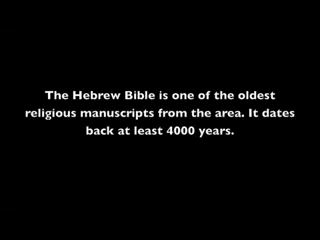 The Hebrew Bible is one of the oldest
religious manuscripts from the area. It dates
back at least 4000 years.